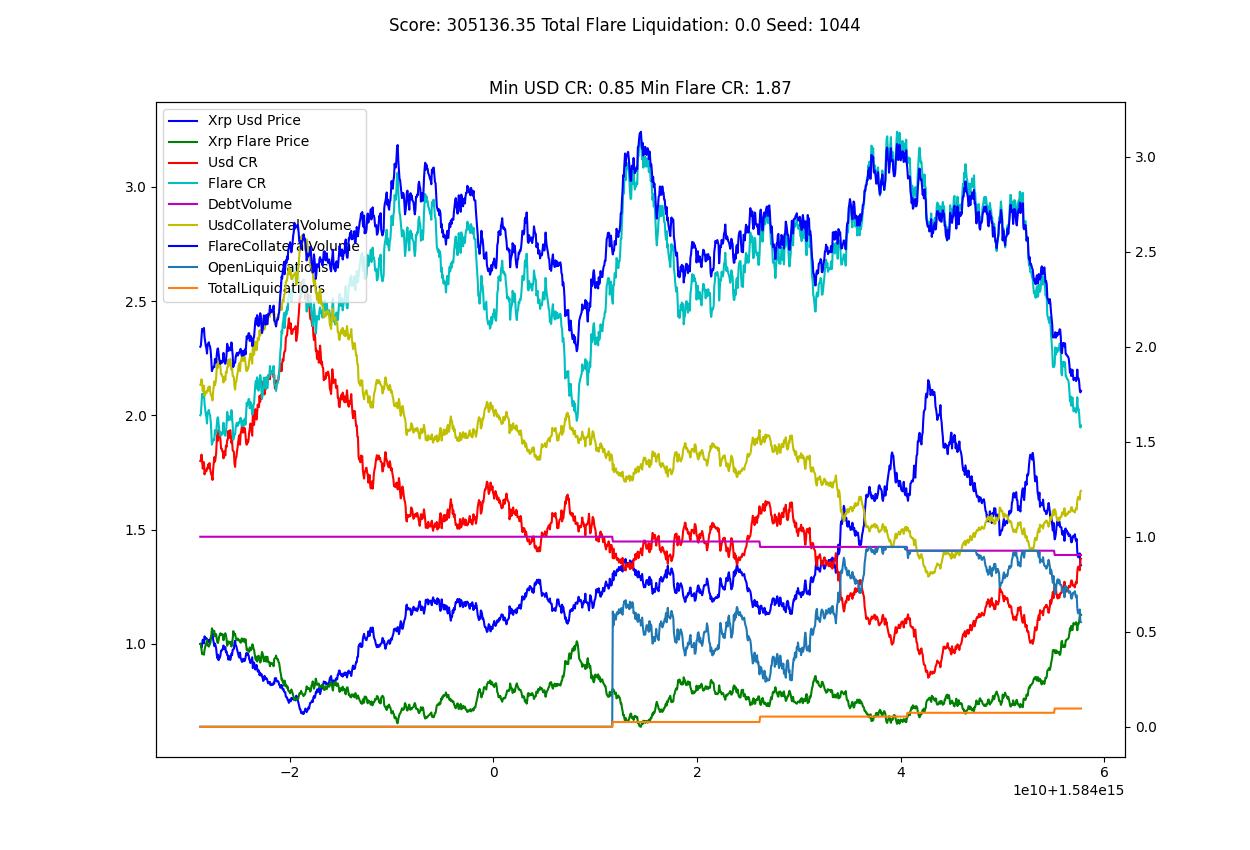 Score: 305136.35 Total Flare Liquidation: 0.0 Seed: 1044
Min USD CR: 0.85 Min Flare CR: 1.87
Xrp Usd Price
Xrp Flare Price
Usd CR
Flare CR
DebtVolume
UsdCollateralVolume
FlareCollateralVolume
OpenLiquidations
TotalLiquidations
3.0
2.5
2.0
1.5
1.0
3.0
2.5
2.0
1.5
1.0
0.5
0.0
−2 0 2 4 6
1e10+1.584e15